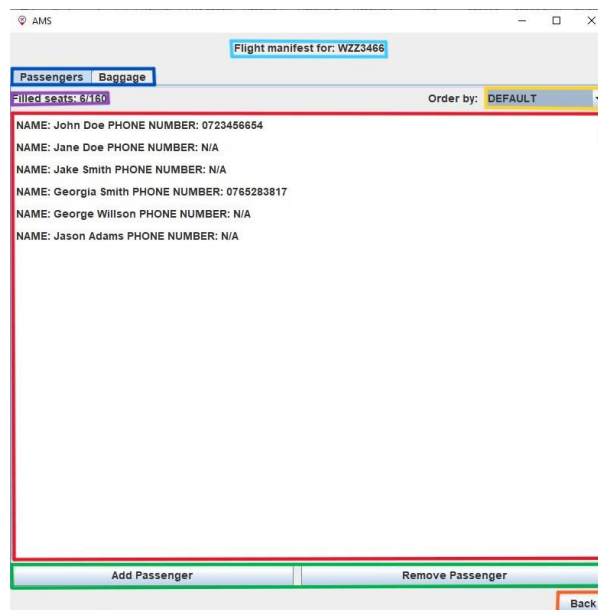 AMS
Flight manifest for: WZZ3466
Passengers Baggage
Filled seats: 6/160 Order by: DEFAULT
NAME: John Doe PHONE NUMBER: 0723456654
NAME: Jane Doe PHONE NUMBER: N/A
NAME: Jake Smith PHONE NUMBER: N/A
NAME: Georgia Smith PHONE NUMBER: 0765283817
NAME: George Willson PHONE NUMBER: N/A
NAME: Jason Adams PHONE NUMBER: N/A
Add Passenger Remove Passenger
Back